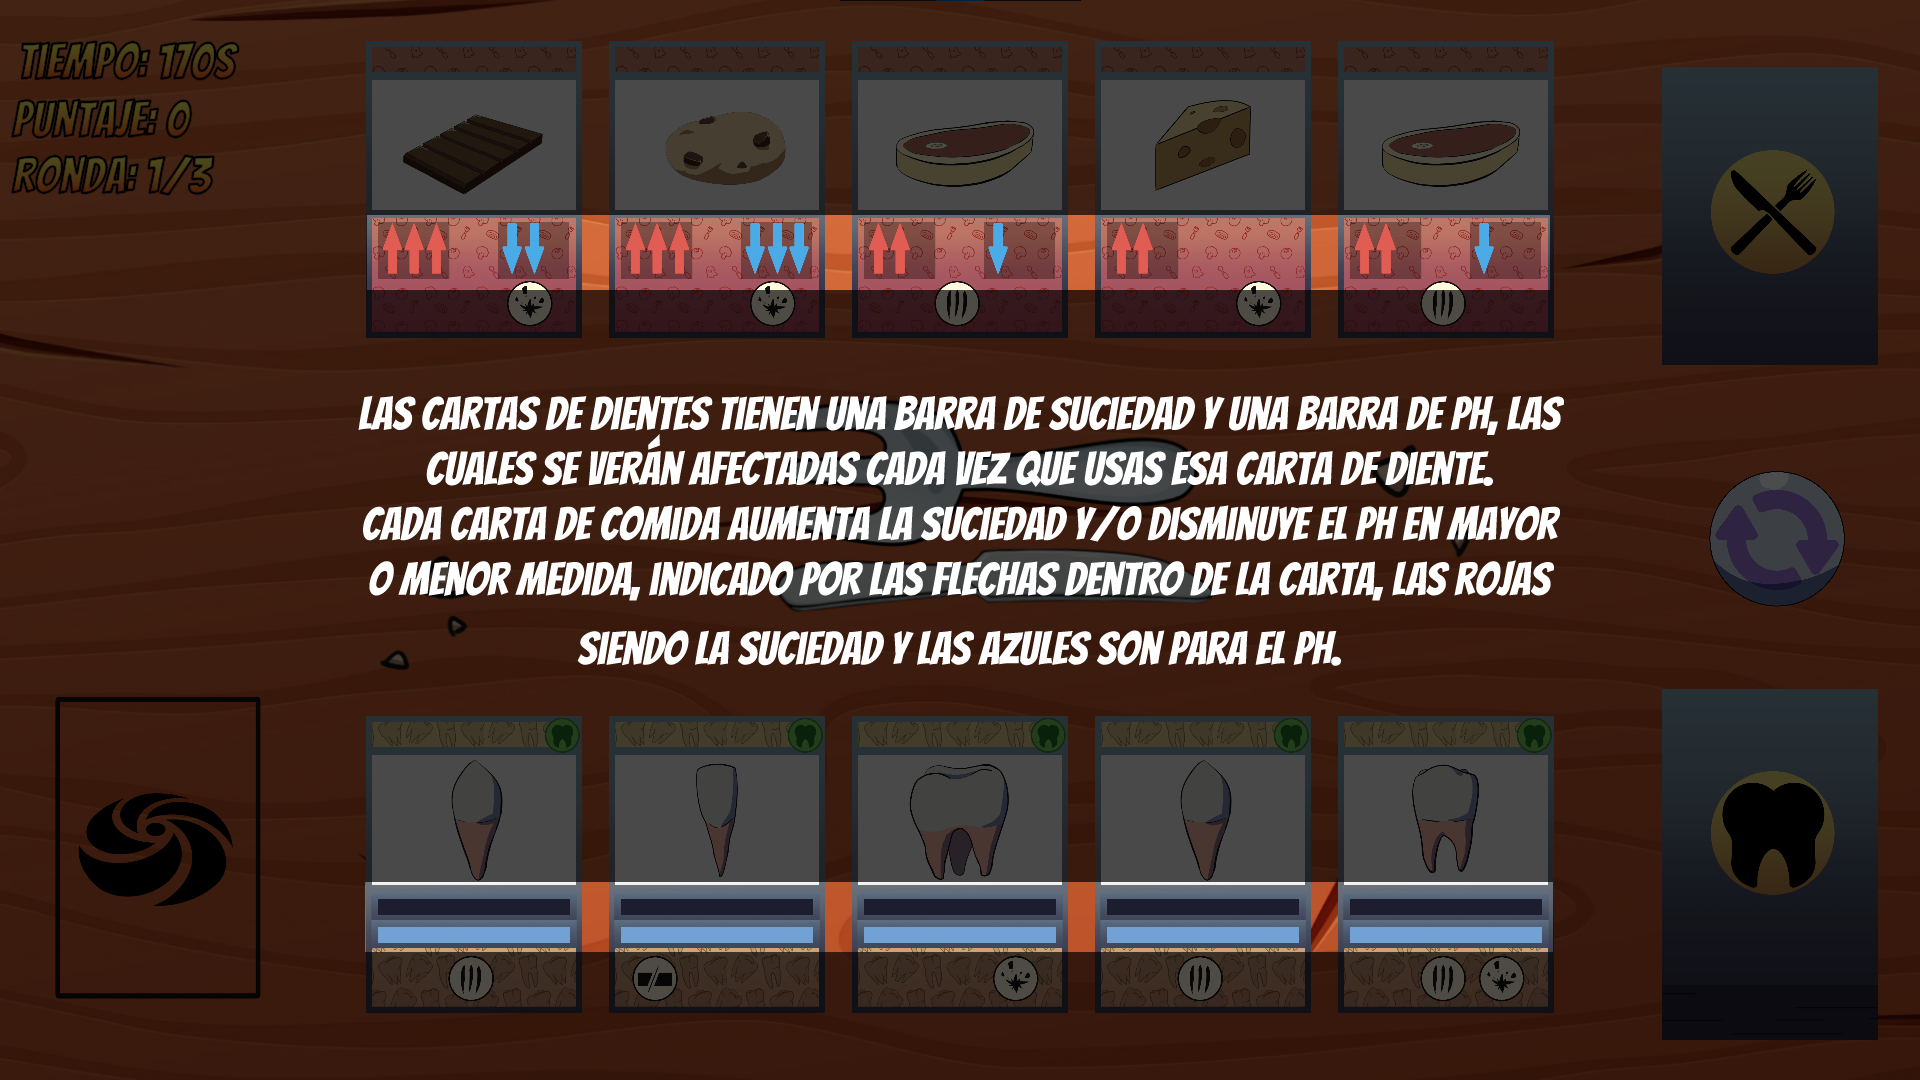 TIEMPO: 170S
PUNTAJE: 0
RONDA: 1/3
LAS CARTAS DE DIENTES TIENEN UNA BARRA DE SUCIEDAD Y UNA BARRA DE PH, LAS
CUALES SE VERÁN AFECTADAS CADA VEZ QUE USAS ESA CARTA DE DIENTE.
CADA CARTA DE COMIDA AUMENTA LA SUCIEDAD Y/O DISMINUYE EL PH EN MAYOR
O MENOR MEDIDA, INDICADO POR LAS FLECHAS DENTRO DE LA CARTA, LAS ROJAS
SIENDO LA SUCIEDAD Y LAS AZULES SON PARA EL PH.